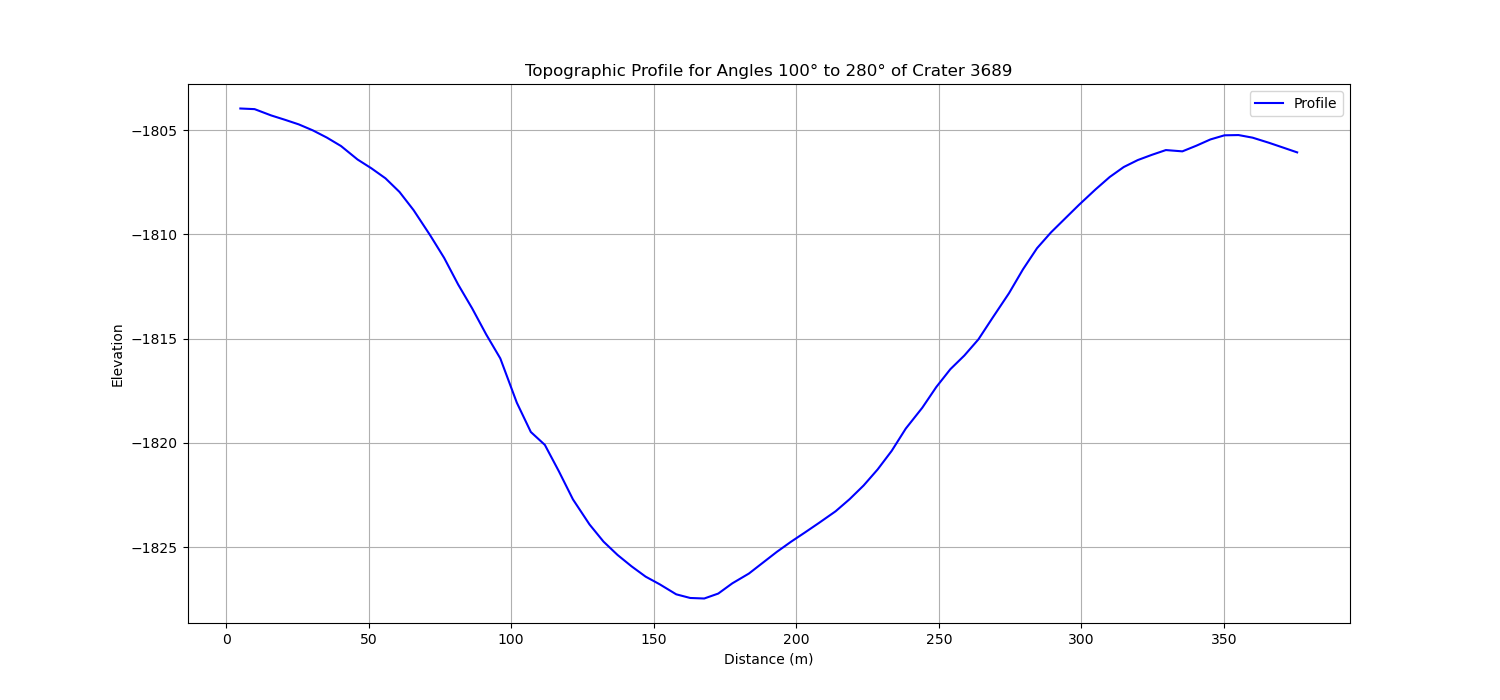 Topographic Profile for Angles 100° to 280° of Crater 3689
Profile
−1805
−1810
−1815
−1820
−1825
Elevation
0 50 100 150 200 250 300 350
Distance (m)